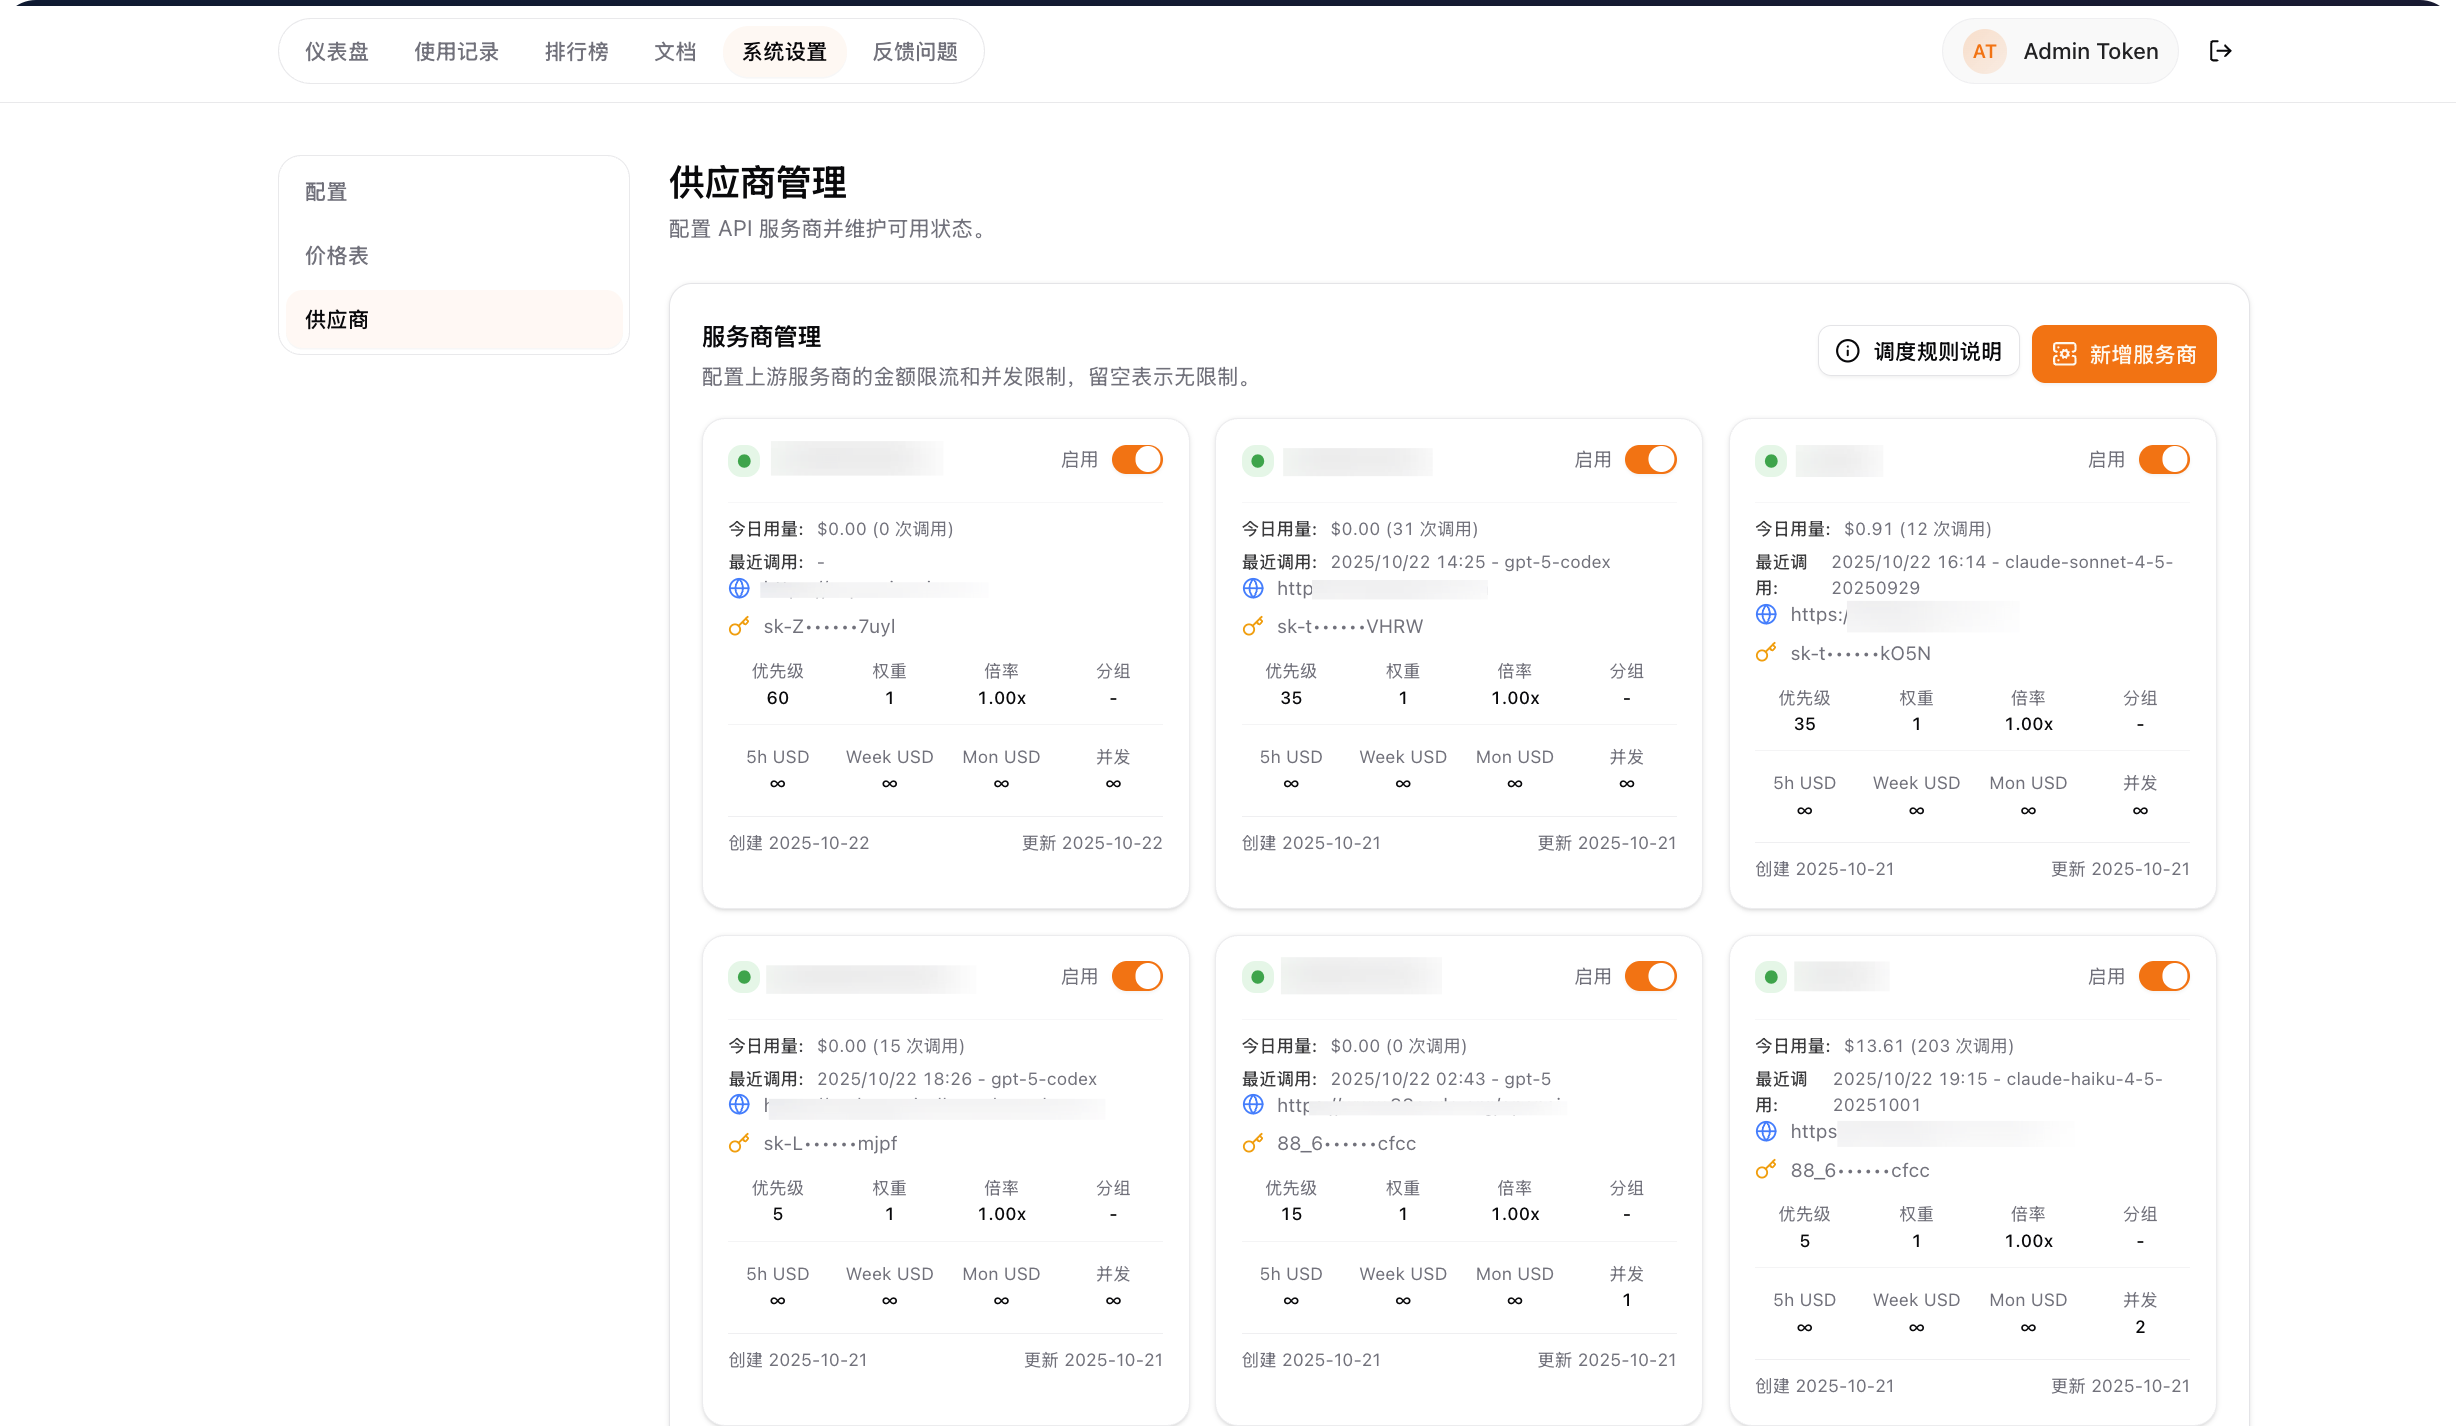 仪表盘 使用记录 排行榜 文档 系统设置 反馈问题 AT Admin Token
配置
价格表
供应商
供应商管理
配置 API 服务商并维护可用状态。
服务商管理
配置上游服务商的金额限流和并发限制，留空表示无限制。
调度规则说明 新增服务商
启用
今日用量: $0.00 (0 次调用)
最近调用: -
sk-Z••••••7uyI
优先级 权重 倍率 分组
60 1 1.00x -
5h USD Week USD Mon USD 并发
∞ ∞ ∞ ∞
创建 2025-10-22 更新 2025-10-22
启用
今日用量: $0.00 (31 次调用)
最近调用: 2025/10/22 14:25 - gpt-5-codex
http
sk-t••••••VHRW
优先级 权重 倍率 分组
35 1 1.00x -
5h USD Week USD Mon USD 并发
∞ ∞ ∞ ∞
创建 2025-10-21 更新 2025-10-21
启用
今日用量: $0.91 (12 次调用)
最近调用: 2025/10/22 16:14 - claude-sonnet-4-5-
20250929
https:/
sk-t••••••kO5N
优先级 权重 倍率 分组
35 1 1.00x -
5h USD Week USD Mon USD 并发
∞ ∞ ∞ ∞
创建 2025-10-21 更新 2025-10-21
启用
今日用量: $0.00 (15 次调用)
最近调用: 2025/10/22 18:26 - gpt-5-codex
sk-L••••••mjpf
优先级 权重 倍率 分组
5 1 1.00x -
5h USD Week USD Mon USD 并发
∞ ∞ ∞ ∞
创建 2025-10-21 更新 2025-10-21
启用
今日用量: $0.00 (0 次调用)
最近调用: 2025/10/22 02:43 - gpt-5
http
88_6••••••cfcc
优先级 权重 倍率 分组
15 1 1.00x -
5h USD Week USD Mon USD 并发
∞ ∞ ∞ 1
创建 2025-10-21 更新 2025-10-21
启用
今日用量: $13.61 (203 次调用)
最近调用: 2025/10/22 19:15 - claude-haiku-4-5-
20251001
https
88_6••••••cfcc
优先级 权重 倍率 分组
5 1 1.00x -
5h USD Week USD Mon USD 并发
∞ ∞ ∞ 2
创建 2025-10-21 更新 2025-10-21